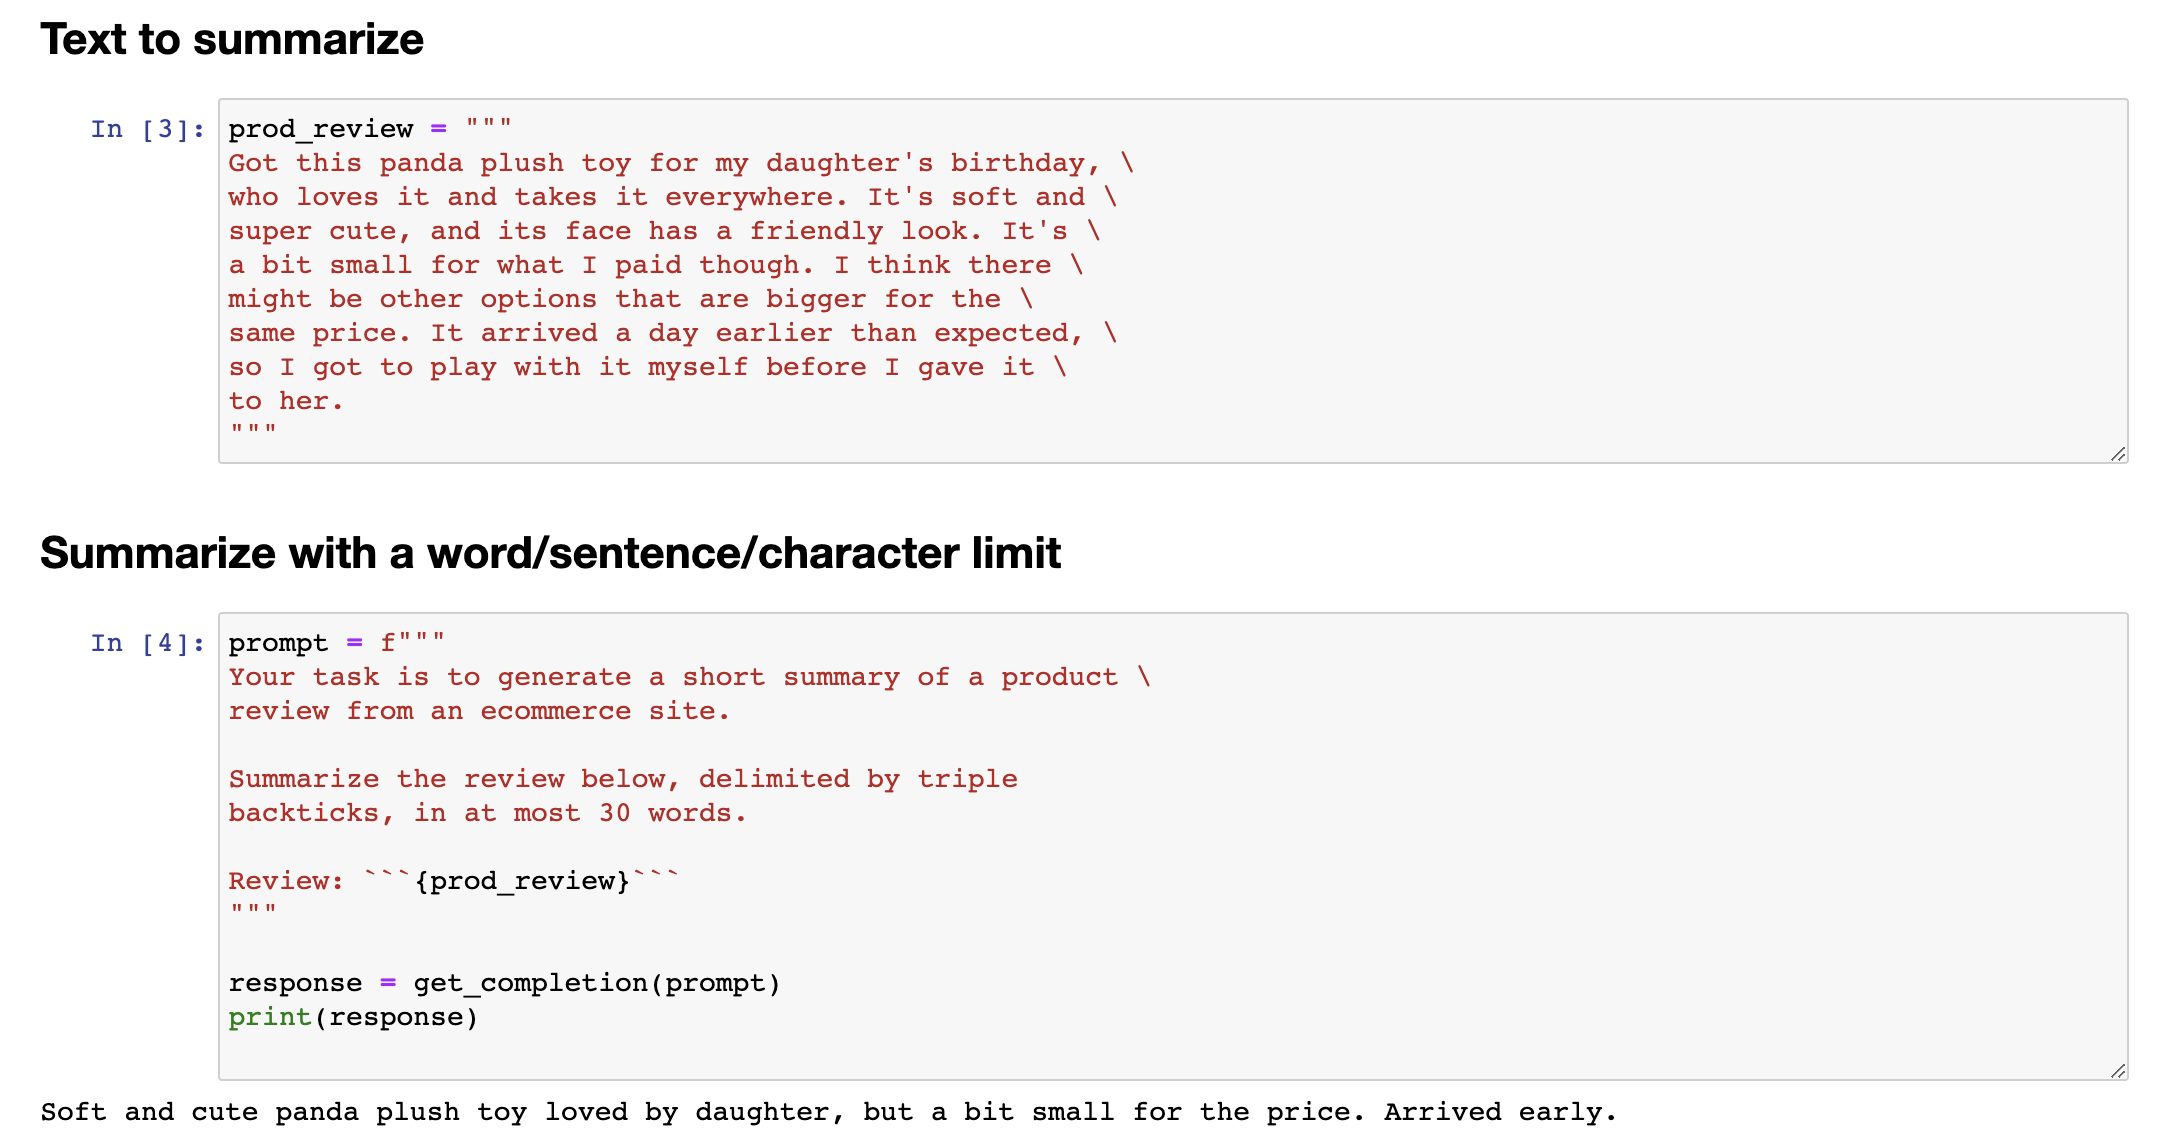 Text to summarize
In [3]: prod_review = """
Got this panda plush toy for my daughter's birthday, \
who loves it and takes it everywhere. It's soft and \
super cute, and its face has a friendly look. It's \
a bit small for what I paid though. I think there \
might be other options that are bigger for the \
same price. It arrived a day earlier than expected, \
so I got to play with it myself before I gave it \
to her.
"""
Summarize with a word/sentence/character limit
In [4]: prompt = f"""
Your task is to generate a short summary of a product \
review from an ecommerce site.
Summarize the review below, delimited by triple
backticks, in at most 30 words.
Review: ```{prod_review}```
"""
response = get_completion(prompt)
print(response)
Soft and cute panda plush toy loved by daughter, but a bit small for the price. Arrived early.